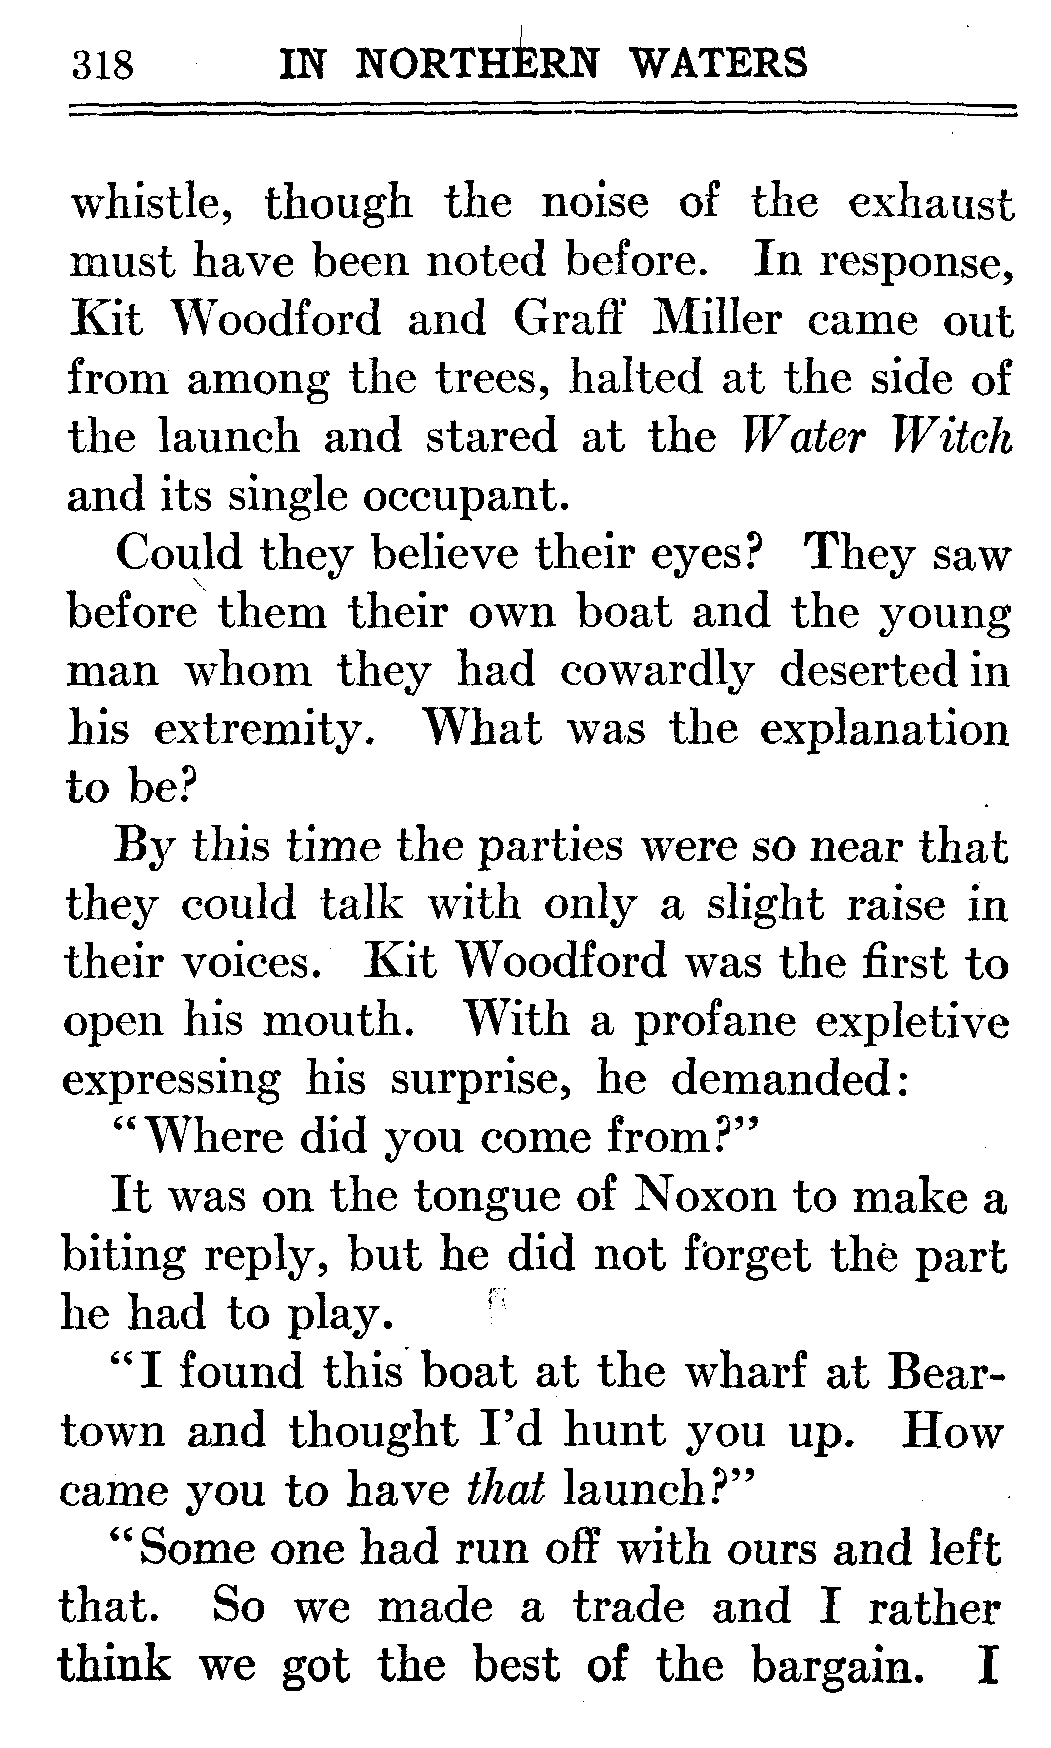 318 IN NORTHERN WATERS
whistle, though the noise of the exhaust
must have been noted before. In response,
Kit Woodford and Graff Miller came out
from among the trees, halted at the side of
the launch and stared at the Water Witch
and its single occupant.
Could they believe their eyes? They saw
before them their own boat and the young
man whom they had cowardly deserted in
his extremity. What was the explanation
to be?
By this time the parties were so near that
they could talk with only a slight raise in
their voices. Kit Woodford was the first to
open his mouth. With a profane expletive
expressing his surprise, he demanded:
“Where did you come from?”
It was on the tongue of Noxon to make a
biting reply, but he did not forget the part
he had to play.
“I found this boat at the wharf at Bear-
town and thought I’d hunt you up. How
came you to have that launch?”
“Some one had run off with ours and left
that. So we made a trade and I rather
think we got the best of the bargain. I